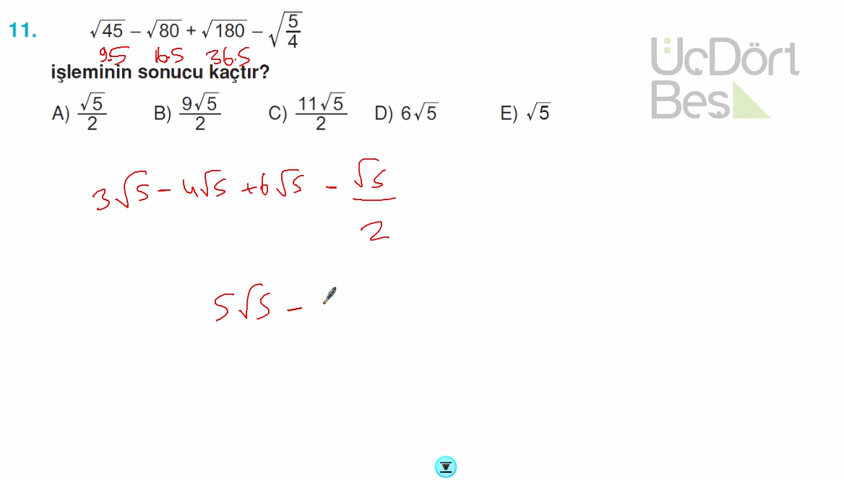 11. √45 − √80 + √180 − √(5/4)
9.5 16.5 36.5
işleminin sonucu kaçtır?
A) √5/2 B) 9√5/2 C) 11√5/2 D) 6√5 E) √5
3√5 − 4√5 + 6√5 − √5/2
5√5 −
ÜçDört
Beş